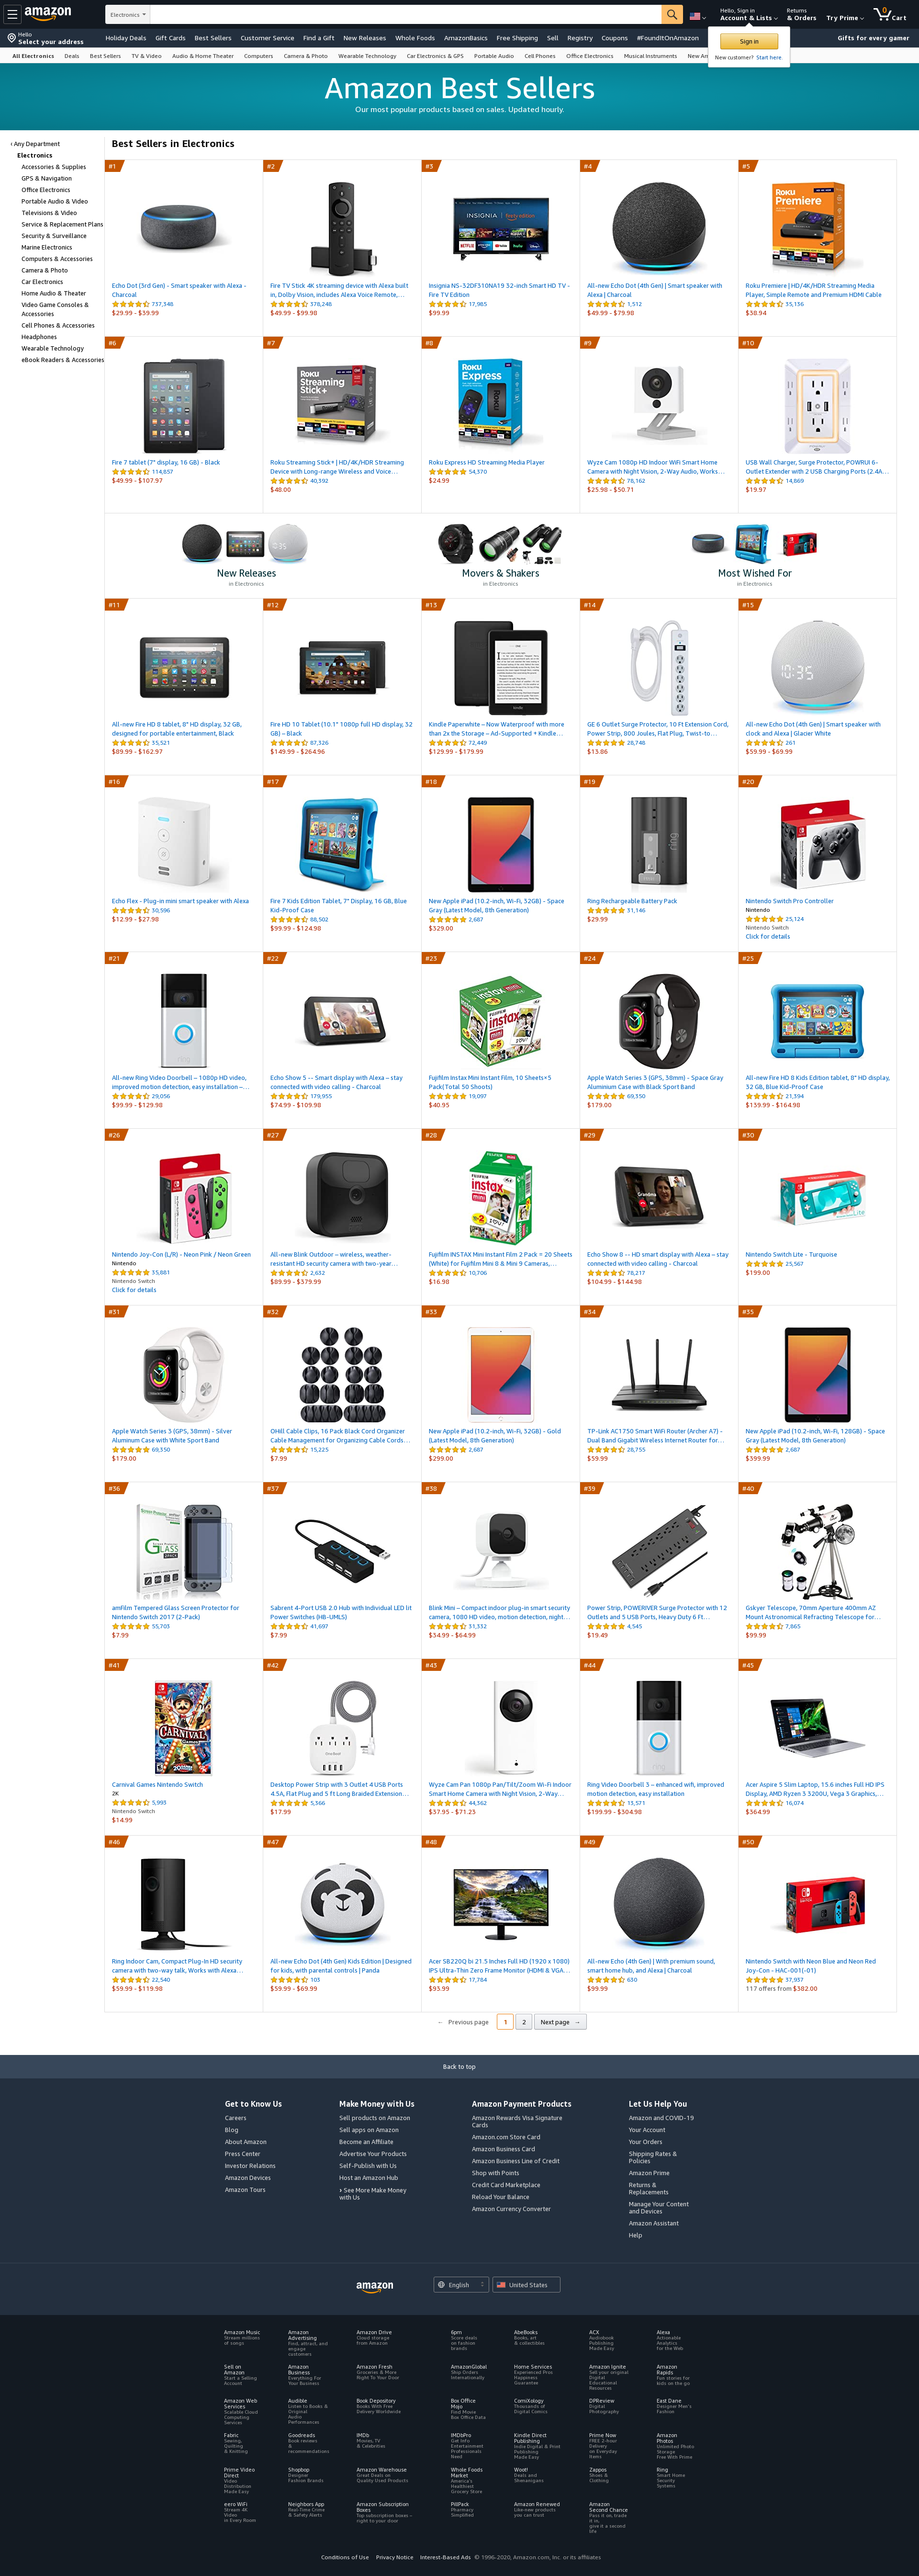 amazon
Electronics
Hello, Sign in
Account & Lists
Returns
& Orders
Try Prime
0
Cart
Hello
Select your address
Holiday Deals
Gift Cards
Best Sellers
Customer Service
Find a Gift
New Releases
Whole Foods
AmazonBasics
Free Shipping
Sell
Registry
Coupons
#FoundItOnAmazon
Gifts for every gamer
Sign in
New customer? Start here.
All Electronics
Deals
Best Sellers
TV & Video
Audio & Home Theater
Computers
Camera & Photo
Wearable Technology
Car Electronics & GPS
Portable Audio
Cell Phones
Office Electronics
Musical Instruments
Amazon Best Sellers
Our most popular products based on sales. Updated hourly.
‹ Any Department
Electronics
Accessories & Supplies
GPS & Navigation
Office Electronics
Portable Audio & Video
Televisions & Video
Service & Replacement Plans
Security & Surveillance
Marine Electronics
Computers & Accessories
Camera & Photo
Car Electronics
Home Audio & Theater
Video Game Consoles &
Accessories
Cell Phones & Accessories
Headphones
Wearable Technology
eBook Readers & Accessories
Best Sellers in Electronics
#1
Echo Dot (3rd Gen) - Smart speaker with Alexa -
Charcoal
737,348
$29.99 - $39.99
#2
Fire TV Stick 4K streaming device with Alexa built
in, Dolby Vision, includes Alexa Voice Remote,…
378,248
$49.99 - $99.98
#3
Insignia NS-32DF310NA19 32-inch Smart HD TV -
Fire TV Edition
17,985
$99.99
#4
All-new Echo Dot (4th Gen) | Smart speaker with
Alexa | Charcoal
1,512
$49.99 - $79.98
#5
Roku Premiere | HD/4K/HDR Streaming Media
Player, Simple Remote and Premium HDMI Cable
35,136
$38.94
#6
Fire 7 tablet (7" display, 16 GB) - Black
114,857
$49.99 - $107.97
#7
Roku Streaming Stick+ | HD/4K/HDR Streaming
Device with Long-range Wireless and Voice…
40,392
$48.00
#8
Roku Express HD Streaming Media Player
54,370
$24.99
#9
Wyze Cam 1080p HD Indoor WiFi Smart Home
Camera with Night Vision, 2-Way Audio, Works…
78,162
$25.98 - $50.71
#10
USB Wall Charger, Surge Protector, POWRUI 6-
Outlet Extender with 2 USB Charging Ports (2.4A…
14,869
$19.97
New Releases
in Electronics
Movers & Shakers
in Electronics
Most Wished For
in Electronics
#11
All-new Fire HD 8 tablet, 8" HD display, 32 GB,
designed for portable entertainment, Black
35,521
$89.99 - $162.97
#12
Fire HD 10 Tablet (10.1" 1080p full HD display, 32
GB) – Black
87,326
$149.99 - $264.96
#13
Kindle Paperwhite – Now Waterproof with more
than 2x the Storage – Ad-Supported + Kindle…
72,449
$129.99 - $179.99
#14
GE 6 Outlet Surge Protector, 10 Ft Extension Cord,
Power Strip, 800 Joules, Flat Plug, Twist-to…
28,748
$13.86
#15
All-new Echo Dot (4th Gen) | Smart speaker with
clock and Alexa | Glacier White
261
$59.99 - $69.99
#16
Echo Flex - Plug-in mini smart speaker with Alexa
30,596
$12.99 - $27.98
#17
Fire 7 Kids Edition Tablet, 7" Display, 16 GB, Blue
Kid-Proof Case
88,502
$99.99 - $124.98
#18
New Apple iPad (10.2-inch, Wi-Fi, 32GB) - Space
Gray (Latest Model, 8th Generation)
2,687
$329.00
#19
Ring Rechargeable Battery Pack
31,146
$29.99
#20
Nintendo Switch Pro Controller
Nintendo
25,124
Nintendo Switch
Click for details
#21
All-new Ring Video Doorbell – 1080p HD video,
improved motion detection, easy installation –…
29,056
$99.99 - $129.98
#22
Echo Show 5 -- Smart display with Alexa – stay
connected with video calling - Charcoal
179,955
$74.99 - $109.98
#23
Fujifilm Instax Mini Instant Film, 10 Sheets×5
Pack(Total 50 Shoots)
19,097
$40.95
#24
Apple Watch Series 3 (GPS, 38mm) - Space Gray
Aluminium Case with Black Sport Band
69,350
$179.00
#25
All-new Fire HD 8 Kids Edition tablet, 8" HD display,
32 GB, Blue Kid-Proof Case
21,394
$139.99 - $164.98
#26
Nintendo Joy-Con (L/R) - Neon Pink / Neon Green
Nintendo
35,881
Nintendo Switch
Click for details
#27
All-new Blink Outdoor – wireless, weather-
resistant HD security camera with two-year…
2,632
$89.99 - $379.99
#28
Fujifilm INSTAX Mini Instant Film 2 Pack = 20 Sheets
(White) for Fujifilm Mini 8 & Mini 9 Cameras,…
10,706
$16.98
#29
Echo Show 8 -- HD smart display with Alexa – stay
connected with video calling - Charcoal
78,217
$104.99 - $144.98
#30
Nintendo Switch Lite - Turquoise
25,567
$199.00
#31
Apple Watch Series 3 (GPS, 38mm) - Silver
Aluminum Case with White Sport Band
69,350
$179.00
#32
OHill Cable Clips, 16 Pack Black Cord Organizer
Cable Management for Organizing Cable Cords…
15,225
$7.99
#33
New Apple iPad (10.2-inch, Wi-Fi, 32GB) - Gold
(Latest Model, 8th Generation)
2,687
$299.00
#34
TP-Link AC1750 Smart WiFi Router (Archer A7) -
Dual Band Gigabit Wireless Internet Router for…
28,755
$59.99
#35
New Apple iPad (10.2-inch, Wi-Fi, 128GB) - Space
Gray (Latest Model, 8th Generation)
2,687
$399.99
#36
amFilm Tempered Glass Screen Protector for
Nintendo Switch 2017 (2-Pack)
55,703
$7.99
#37
Sabrent 4-Port USB 2.0 Hub with Individual LED lit
Power Switches (HB-UMLS)
41,697
$7.99
#38
Blink Mini – Compact indoor plug-in smart security
camera, 1080 HD video, motion detection, night…
31,332
$34.99 - $64.99
#39
Power Strip, POWERIVER Surge Protector with 12
Outlets and 5 USB Ports, Heavy Duty 6 Ft…
4,545
$19.49
#40
Gskyer Telescope, 70mm Aperture 400mm AZ
Mount Astronomical Refracting Telescope for…
7,865
$99.99
#41
Carnival Games Nintendo Switch
2K
5,993
Nintendo Switch
$14.99
#42
Desktop Power Strip with 3 Outlet 4 USB Ports
4.5A, Flat Plug and 5 ft Long Braided Extension…
5,366
$17.99
#43
Wyze Cam Pan 1080p Pan/Tilt/Zoom Wi-Fi Indoor
Smart Home Camera with Night Vision, 2-Way…
44,362
$37.95 - $71.23
#44
Ring Video Doorbell 3 – enhanced wifi, improved
motion detection, easy installation
13,571
$199.99 - $304.98
#45
Acer Aspire 5 Slim Laptop, 15.6 inches Full HD IPS
Display, AMD Ryzen 3 3200U, Vega 3 Graphics,…
16,074
$364.99
#46
Ring Indoor Cam, Compact Plug-In HD security
camera with two-way talk, Works with Alexa…
22,540
$59.99 - $119.98
#47
All-new Echo Dot (4th Gen) Kids Edition | Designed
for kids, with parental controls | Panda
103
$59.99 - $69.99
#48
Acer SB220Q bi 21.5 Inches Full HD (1920 x 1080)
IPS Ultra-Thin Zero Frame Monitor (HDMI & VGA…
17,784
$93.99
#49
All-new Echo (4th Gen) | With premium sound,
smart home hub, and Alexa | Charcoal
630
$99.99
#50
Nintendo Switch with Neon Blue and Neon Red
Joy-Con - HAC-001(-01)
37,937
117 offers from $382.00
← Previous page
1
2
Next page →
Back to top
Get to Know Us
Careers
Blog
About Amazon
Press Center
Investor Relations
Amazon Devices
Amazon Tours
Make Money with Us
Sell products on Amazon
Sell apps on Amazon
Become an Affiliate
Advertise Your Products
Self-Publish with Us
Host an Amazon Hub
› See More Make Money
with Us
Amazon Payment Products
Amazon Rewards Visa Signature
Cards
Amazon.com Store Card
Amazon Business Card
Amazon Business Line of Credit
Shop with Points
Credit Card Marketplace
Reload Your Balance
Amazon Currency Converter
Let Us Help You
Amazon and COVID-19
Your Account
Your Orders
Shipping Rates &
Policies
Amazon Prime
Returns &
Replacements
Manage Your Content
and Devices
Amazon Assistant
Help
amazon
English
United States
Amazon Music
Stream millions
of songs
Amazon
Advertising
Find, attract, and
engage
customers
Amazon Drive
Cloud storage
from Amazon
6pm
Score deals
on fashion
brands
AbeBooks
Books, art
& collectibles
ACX
Audiobook
Publishing
Made Easy
Alexa
Actionable
Analytics
for the Web
Sell on
Amazon
Start a Selling
Account
Amazon
Business
Everything For
Your Business
Amazon Fresh
Groceries & More
Right To Your Door
AmazonGlobal
Ship Orders
Internationally
Home Services
Experienced Pros
Happiness
Guarantee
Amazon Ignite
Sell your original
Digital
Educational
Resources
Amazon
Rapids
Fun stories for
kids on the go
Amazon Web
Services
Scalable Cloud
Computing
Services
Audible
Listen to Books &
Original
Audio
Performances
Book Depository
Books With Free
Delivery Worldwide
Box Office
Mojo
Find Movie
Box Office Data
ComiXology
Thousands of
Digital Comics
DPReview
Digital
Photography
East Dane
Designer Men's
Fashion
Fabric
Sewing,
Quilting
& Knitting
Goodreads
Book reviews
&
recommendations
IMDb
Movies, TV
& Celebrities
IMDbPro
Get Info
Entertainment
Professionals
Need
Kindle Direct
Publishing
Indie Digital & Print
Publishing
Made Easy
Prime Now
FREE 2-hour
Delivery
on Everyday
Items
Amazon
Photos
Unlimited Photo
Storage
Free With Prime
Prime Video
Direct
Video
Distribution
Made Easy
Shopbop
Designer
Fashion Brands
Amazon Warehouse
Great Deals on
Quality Used Products
Whole Foods
Market
America's
Healthiest
Grocery Store
Woot!
Deals and
Shenanigans
Zappos
Shoes &
Clothing
Ring
Smart Home
Security
Systems
eero WiFi
Stream 4K
Video
in Every Room
Neighbors App
Real-Time Crime
& Safety Alerts
Amazon Subscription
Boxes
Top subscription boxes –
right to your door
PillPack
Pharmacy
Simplified
Amazon Renewed
Like-new products
you can trust
Amazon
Second Chance
Pass it on, trade
it in,
give it a second
life
Conditions of Use
Privacy Notice
Interest-Based Ads
© 1996-2020, Amazon.com, Inc. or its affiliates